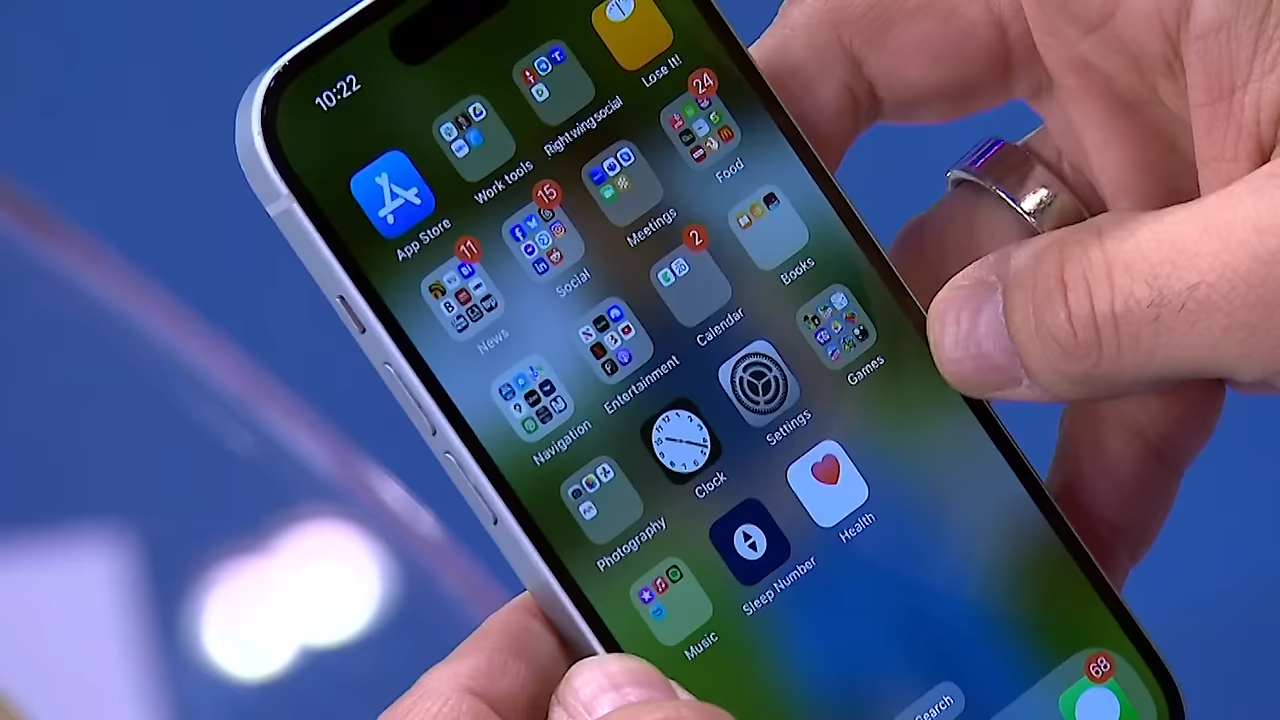 10:22
App Store
Work tools
Right wing social
Lose It!
11
News
15
Social
Meetings
24
Food
Navigation
Entertainment
2
Calendar
Books
Photography
Clock
Settings
Games
Music
Sleep Number
Health
Search
68